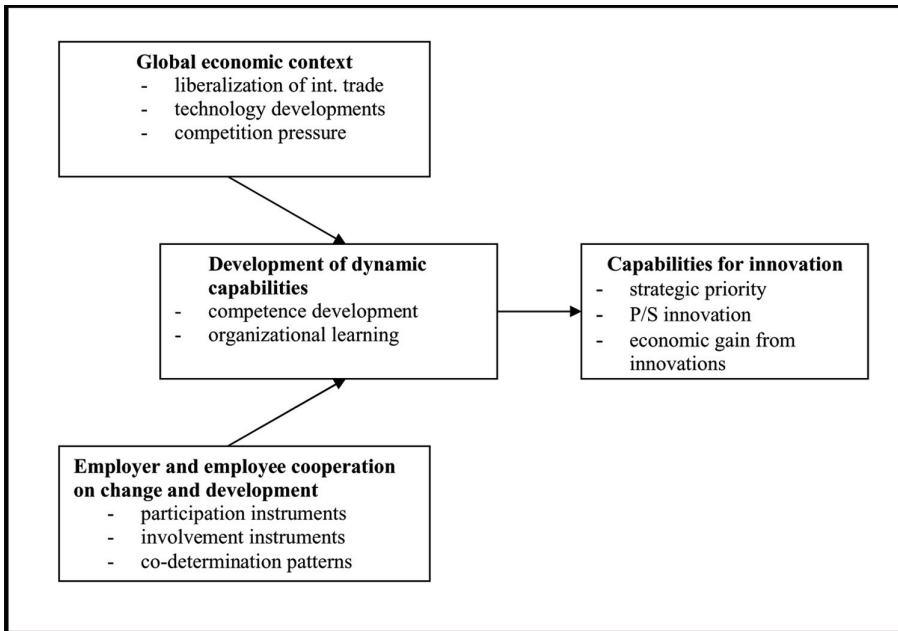 Global economic context
- liberalization of int. trade
- technology developments
- competition pressure
Development of dynamic
capabilities
- competence development
- organizational learning
Capabilities for innovation
- strategic priority
- P/S innovation
- economic gain from
innovations
Employer and employee cooperation
on change and development
- participation instruments
- involvement instruments
- co-determination patterns